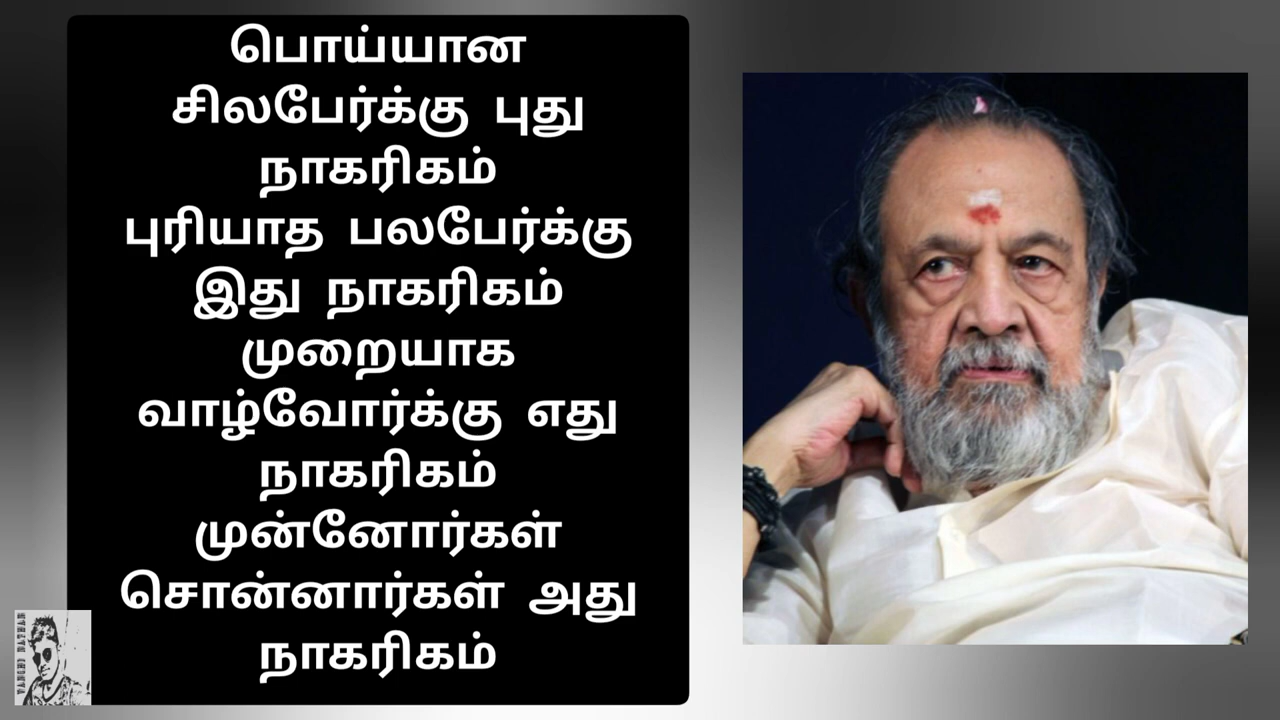 பொய்யான
சிலபேர்க்கு புது
நாகரிகம்
புரியாத பலபேர்க்கு
இது நாகரிகம்
முறையாக
வாழ்வோர்க்கு எது
நாகரிகம்
முன்னோர்கள்
சொன்னார்கள் அது
நாகரிகம்